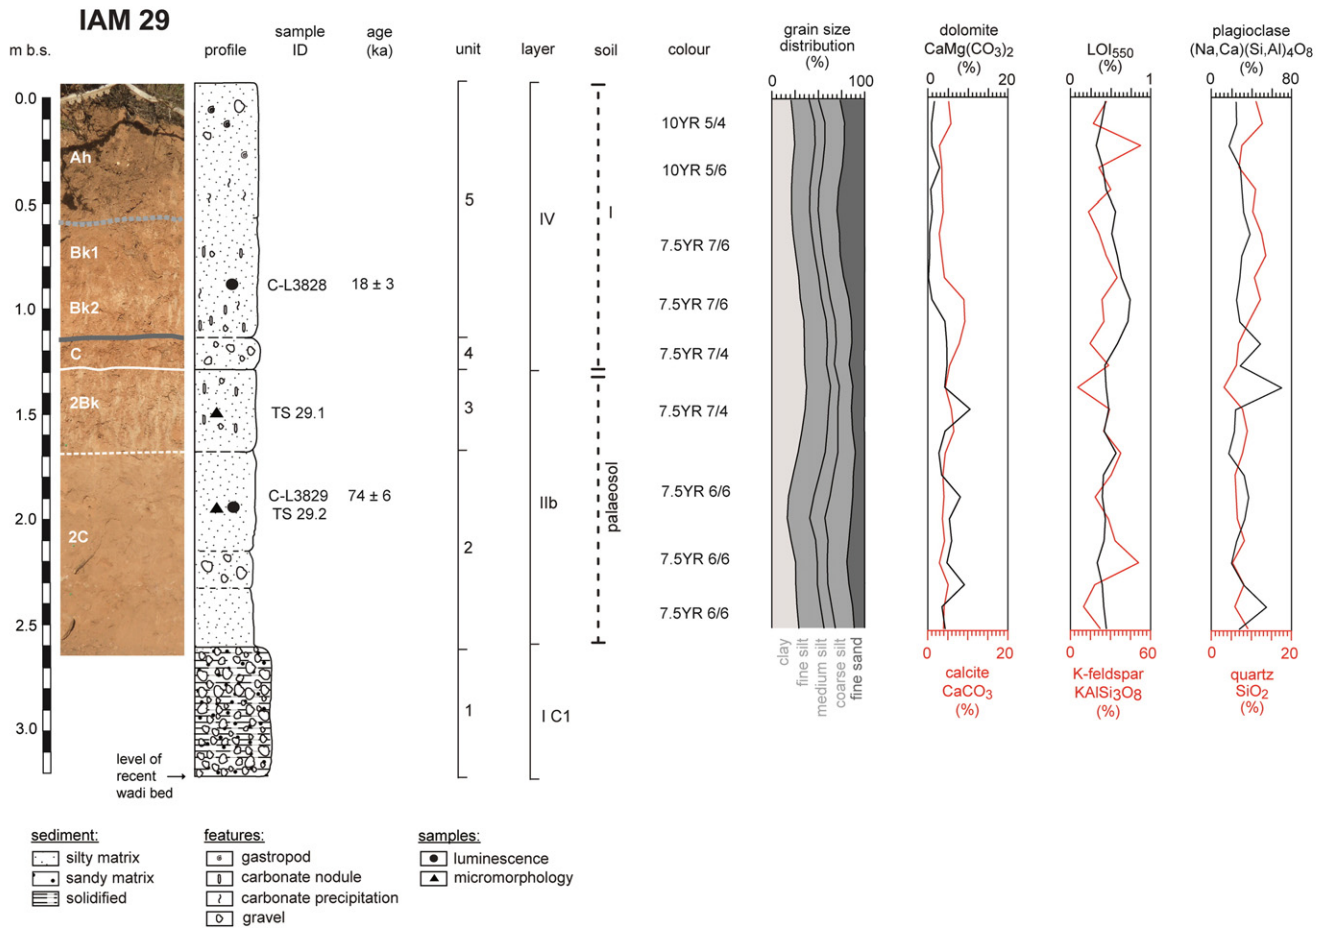 IAM 29
m b.s.
profile
sample
ID
age
(ka)
unit
layer
soil
colour
grain size
distribution
(%)
0 100
dolomite
CaMg(CO3)2
(%)
0 20
LOI550
(%)
0 1
plagioclase
(Na,Ca)(Si,Al)4O8
(%)
0 80
0.0
0.5
1.0
1.5
2.0
2.5
3.0
Ah
Bk1
Bk2
C
2Bk
2C
C-L3828 18 ± 3
TS 29.1
C-L3829 74 ± 6
TS 29.2
5
4
3
2
1
IV
IIb
I C1
I
palaeosol
10YR 5/4
10YR 5/6
7.5YR 7/6
7.5YR 7/6
7.5YR 7/4
7.5YR 7/4
7.5YR 6/6
7.5YR 6/6
7.5YR 6/6
clay
fine silt
medium silt
coarse silt
fine sand
0 20
calcite
CaCO3
(%)
0 60
K-feldspar
KAlSi3O8
(%)
0 20
quartz
SiO2
(%)
level of
recent
wadi bed
sediment:
silty matrix
sandy matrix
solidified
features:
gastropod
carbonate nodule
carbonate precipitation
gravel
samples:
luminescence
micromorphology